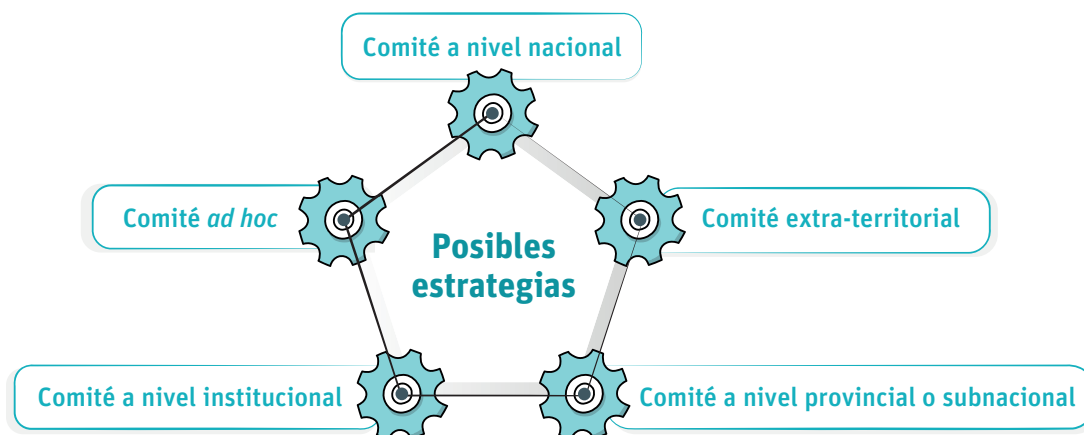 Comité a nivel nacional
Comité ad hoc
Comité extra-territorial
Posibles
estrategias
Comité a nivel institucional
Comité a nivel provincial o subnacional